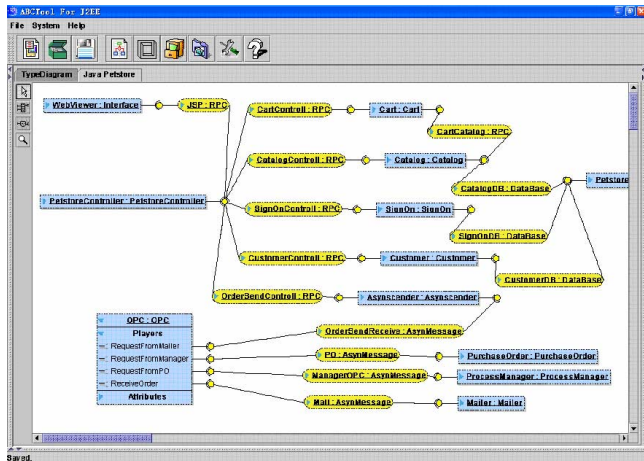 ABCTool For J2EE
File System Help
TypeDiagram Java Petstore
WebViewer : Interface JSP : RPC CartControll : RPC Cart : Cart
CartCatalog : RPC
CatalogControll : RPC Catalog : Catalog
CatalogDB : DataBase Petstore
PetstoreController : PetstoreController
SignOnControll : RPC SignOn : SignOn
SignOnDB : DataBase
CustomerControll : RPC Customer : Customer
CustomerDB : DataBase
OrderSendControll : RPC Asynscender : Asynscender
OPC : OPC
Players
OrderSendReceive : AsynMessage
RequestFromMailer
RequestFromManager PO : AsynMessage PurchaseOrder : PurchaseOrder
RequestFromPO ManagerOPC : AsynMessage ProcessManager : ProcessManager
ReceiveOrder
Attributes Mail : AsynMessage Mailer : Mailer
Saved.